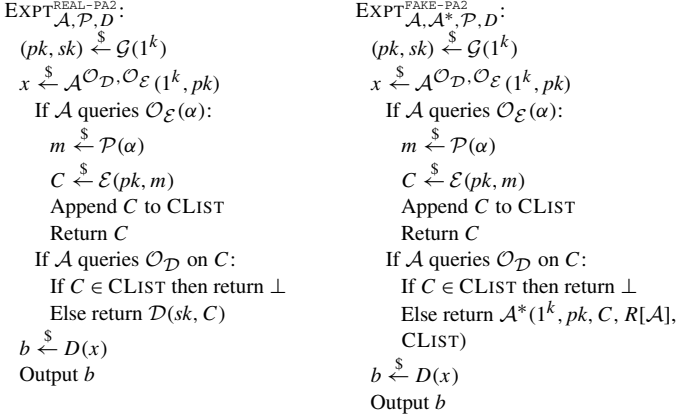 EXPT^{REAL-PA2}_{𝒜,𝒫,D}:
(pk, sk) ←$ 𝒢(1^k)
x ←$ 𝒜^{𝒪_𝒟,𝒪_ℰ}(1^k, pk)
If 𝒜 queries 𝒪_ℰ(α):
m ←$ 𝒫(α)
C ←$ ℰ(pk, m)
Append C to CLIST
Return C
If 𝒜 queries 𝒪_𝒟 on C:
If C ∈ CLIST then return ⊥
Else return 𝒟(sk, C)
b ←$ D(x)
Output b
EXPT^{FAKE-PA2}_{𝒜,𝒜*,𝒫,D}:
(pk, sk) ←$ 𝒢(1^k)
x ←$ 𝒜^{𝒪_𝒟,𝒪_ℰ}(1^k, pk)
If 𝒜 queries 𝒪_ℰ(α):
m ←$ 𝒫(α)
C ←$ ℰ(pk, m)
Append C to CLIST
Return C
If 𝒜 queries 𝒪_𝒟 on C:
If C ∈ CLIST then return ⊥
Else return 𝒜*(1^k, pk, C, R[𝒜],
CLIST)
b ←$ D(x)
Output b